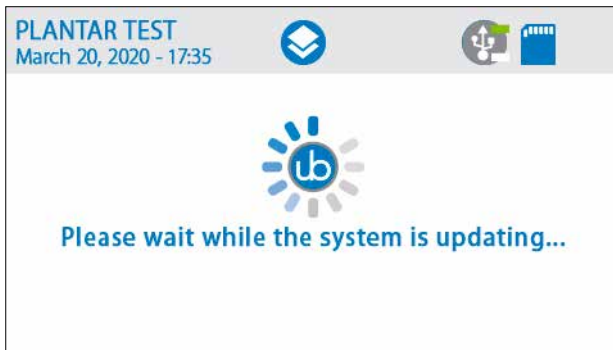 PLANTAR TEST
March 20, 2020 - 17:35
ub
Please wait while the system is updating...